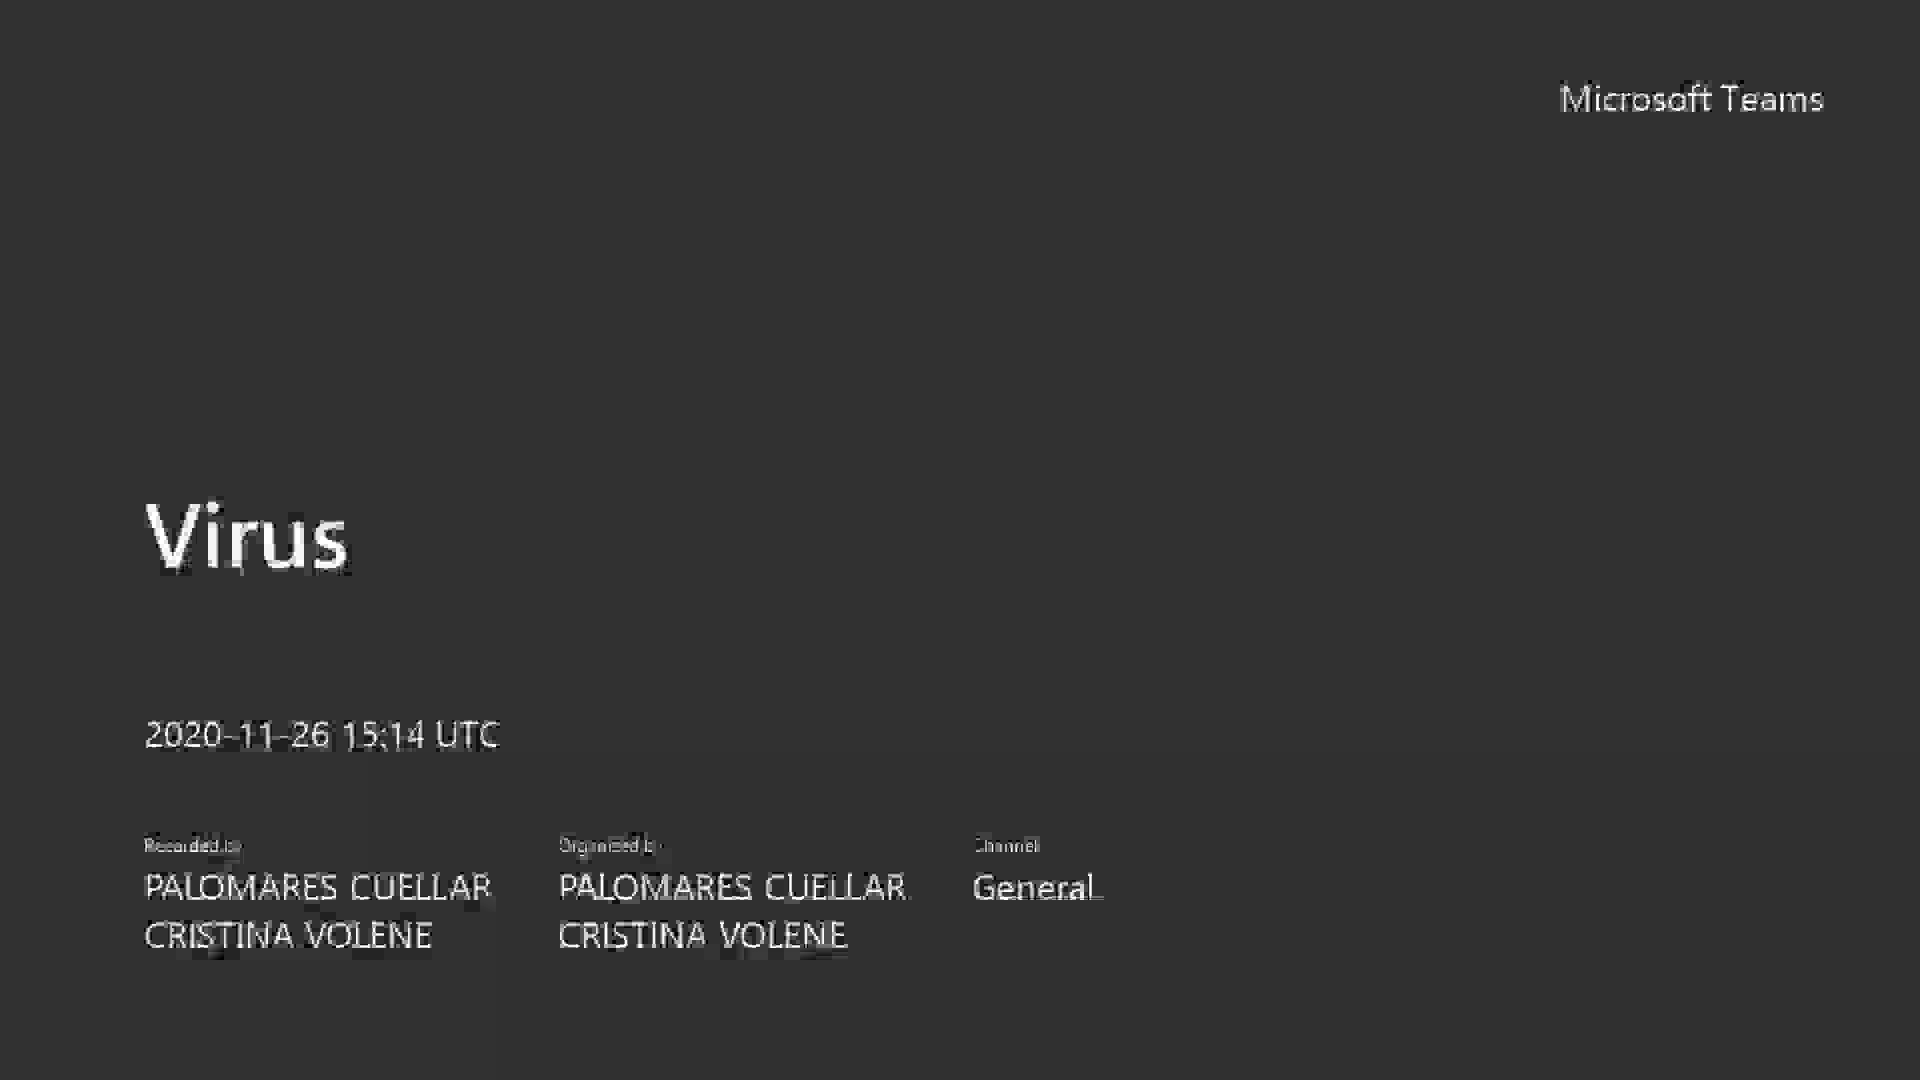 Microsoft Teams
Virus
2020-11-26 15:14 UTC
Recorded by
Organized by
Channel
PALOMARES CUELLAR
CRISTINA VOLENE
PALOMARES CUELLAR
CRISTINA VOLENE
General